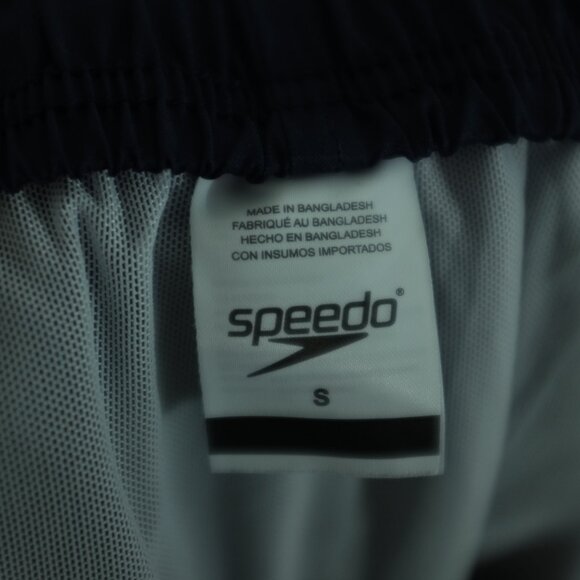 MADE IN BANGLADESH
FABRIQUÉ AU BANGLADESH
HECHO EN BANGLADESH
CON INSUMOS IMPORTADOS
speedo®
S